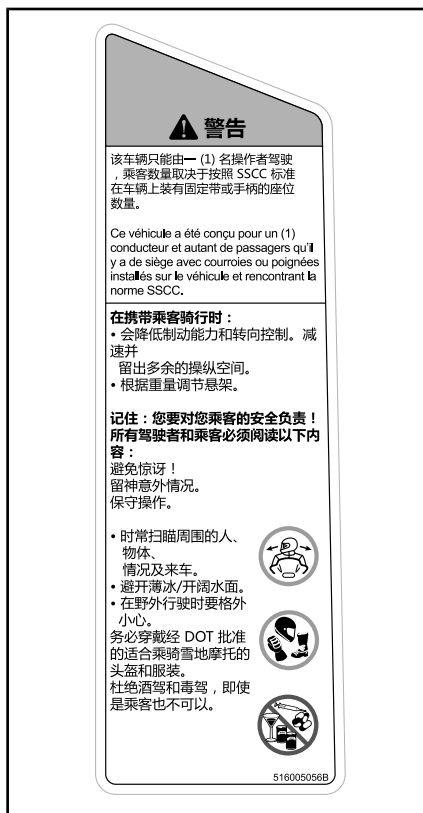 警告
该车辆只能由一 (1) 名操作者驾驶
，乘客数量取决于按照 SSCC 标准
在车辆上装有固定带或手柄的座位
数量。
Ce véhicule a été conçu pour un (1)
conducteur et autant de passagers qu'il
y a de siège avec courroies ou poignées
installés sur le véhicule et rencontrant la
norme SSCC.
在携带乘客骑行时：
• 会降低制动能力和转向控制。减
速并
留出多余的操纵空间。
• 根据重量调节悬架。
记住：您要对您乘客的安全负责！
所有驾驶者和乘客必须阅读以下内
容：
避免惊讶！
留神意外情况。
保守操作。
• 时常扫瞄周围的人、
物体、
情况及来车。
• 避开薄冰/开阔水面。
• 在野外行驶时要格外
小心。
务必穿戴经 DOT 批准
的适合乘骑雪地摩托的
头盔和服装。
杜绝酒驾和毒驾，即使
是乘客也不可以。
516005056B